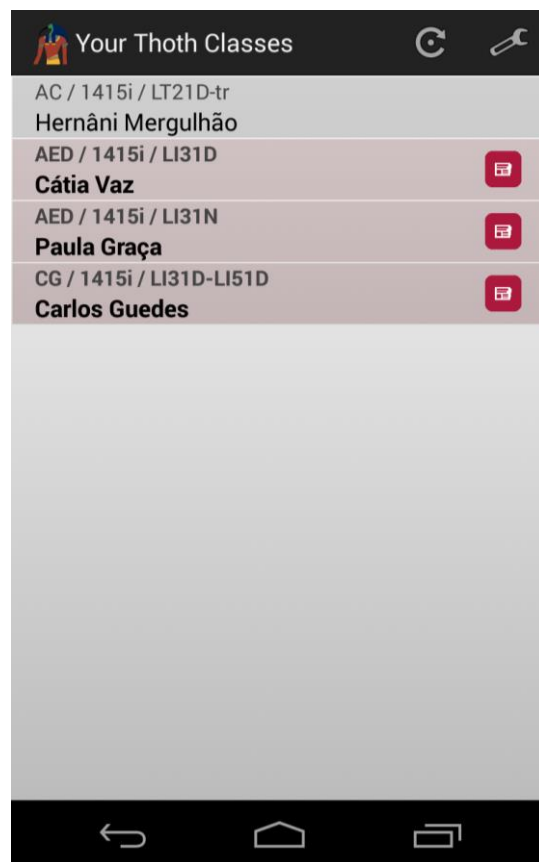 Your Thoth Classes
AC / 1415i / LT21D-tr
Hernâni Mergulhão
AED / 1415i / LI31D
Cátia Vaz
AED / 1415i / LI31N
Paula Graça
CG / 1415i / LI31D-LI51D
Carlos Guedes